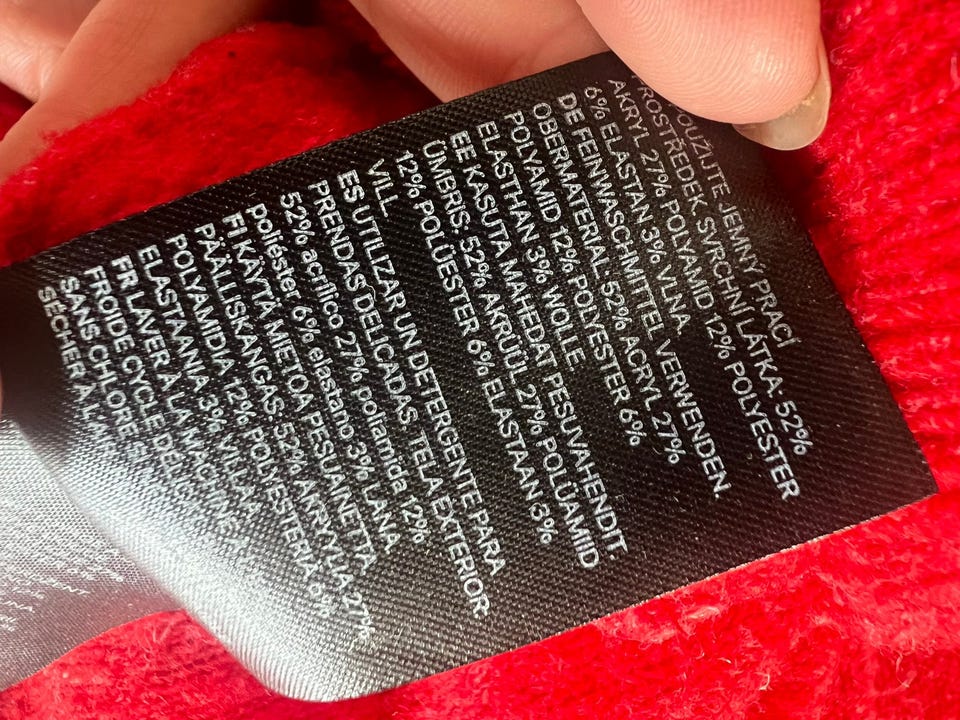 POUŽIJTE JEMNÝ PRACÍ
PROSTŘEDEK. SVRCHNÍ LÁTKA: 52%
AKRYL 27% POLYAMID 12% POLYESTER
6% ELASTAN 3% VLNA.
DE FEINWASCHMITTEL VERWENDEN.
OBERMATERIAL: 52% ACRYL 27%
POLYAMID 12% POLYESTER 6%
ELASTHAN 3% WOLLE
EE KASUTA MAHEDAT PESUVAHENDIT
ÜMBRIS, 52% AKRÜÜL 27% POLÜAMIID
12% POLÜESTER 6% ELASTAAN 3%
VILL.
ES UTILIZAR UN DETERGENTE PARA
PRENDAS DELICADAS. TELA EXTERIOR
52% acrílico 27% poliamida 12%
poliéster 6% elastano 3% LANA
FI KÄYTÄ MIETOA PESUAINETTA
PÄÄLLISKANGAS 52% AKRYYLIA 27%
POLYAMIDIA 12% POLYESTERIA 6%
ELASTAANIA 3% VILLAA
FR LAVER À LA MACHINE
FROIDE CYCLE
SANS CHLORE
SÉCHER À